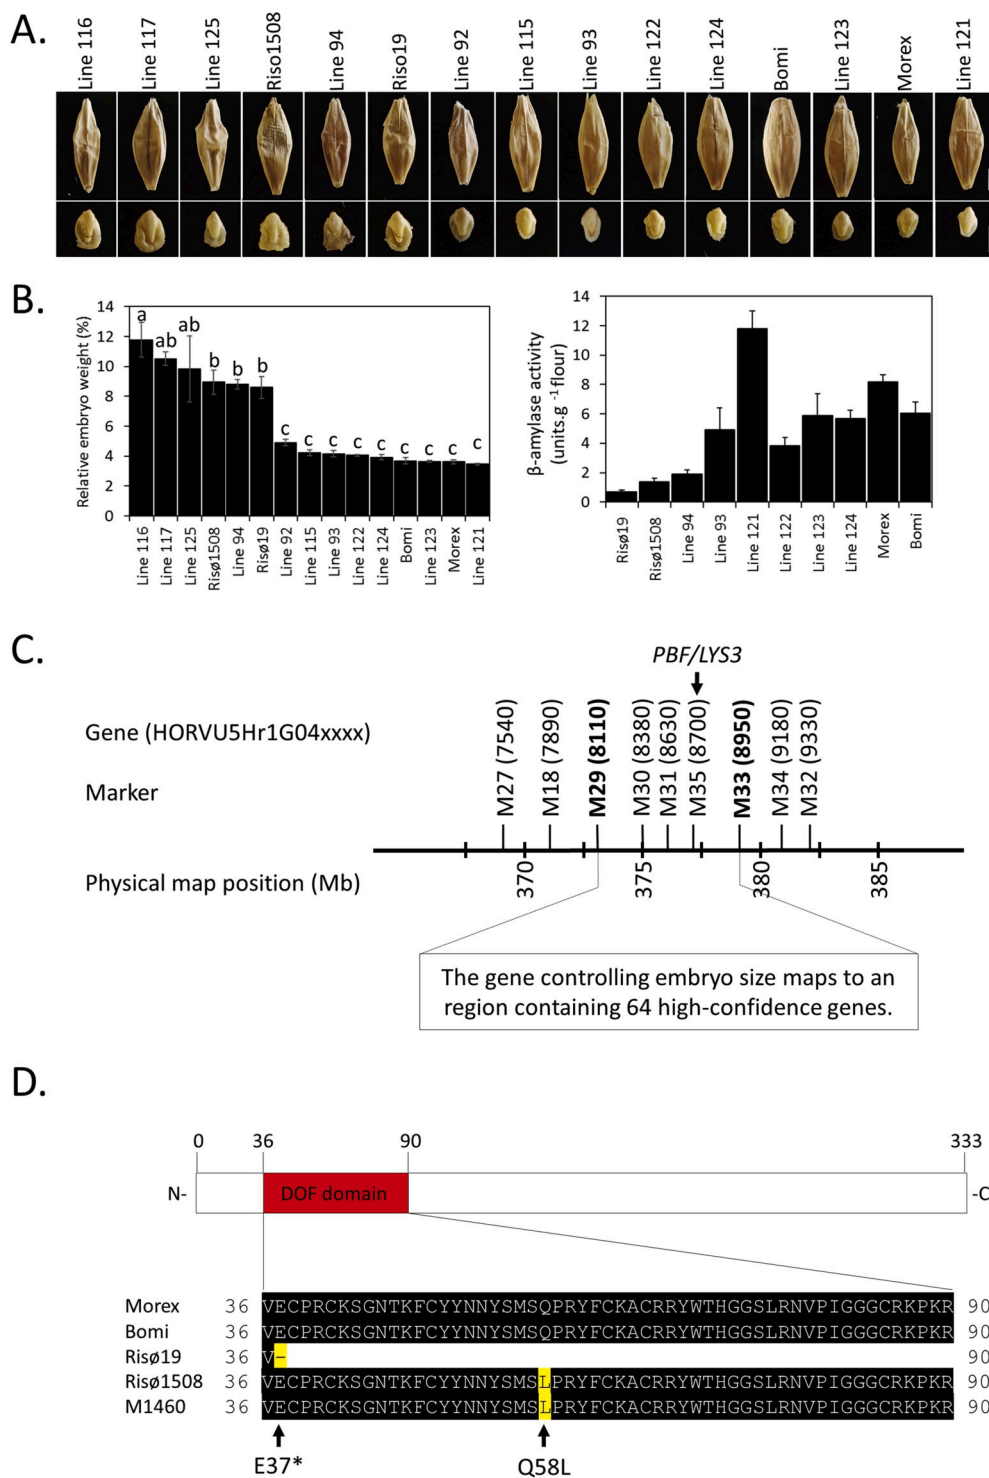 A.
Line 116
Line 117
Line 125
Riso1508
Line 94
Riso19
Line 92
Line 115
Line 93
Line 122
Line 124
Bomi
Line 123
Morex
Line 121
B.
Relative embryo weight (%)
14
12
10
8
6
4
2
0
a
ab
ab
b
b
b
c
c
c
c
c
c
c
c
c
Line 116
Line 117
Line 125
Risø1508
Line 94
Risø19
Line 92
Line 115
Line 93
Line 122
Line 124
Bomi
Line 123
Morex
Line 121
β-amylase activity
(units.g -1 flour)
14
12
10
8
6
4
2
0
Risø19
Risø1508
Line 94
Line 93
Line 121
Line 122
Line 123
Line 124
Morex
Bomi
C.
PBF/LYS3
Gene (HORVU5Hr1G04xxxx)
Marker
M27 (7540)
M18 (7890)
M29 (8110)
M30 (8380)
M31 (8630)
M35 (8700)
M33 (8950)
M34 (9180)
M32 (9330)
Physical map position (Mb)
370
375
380
385
The gene controlling embryo size maps to an
region containing 64 high-confidence genes.
D.
0 36 90 333
N- DOF domain -C
Morex 36 VECPRCKSGNTKFCYYNNYSMSQPRYFCKACRRYWTHGGSLRNVPIGGGCRKPKR 90
Bomi 36 VECPRCKSGNTKFCYYNNYSMSQPRYFCKACRRYWTHGGSLRNVPIGGGCRKPKR 90
Risø19 36 V- 90
Risø1508 36 VECPRCKSGNTKFCYYNNYSMSLPRYFCKACRRYWTHGGSLRNVPIGGGCRKPKR 90
M1460 36 VECPRCKSGNTKFCYYNNYSMSLPRYFCKACRRYWTHGGSLRNVPIGGGCRKPKR 90
E37* Q58L